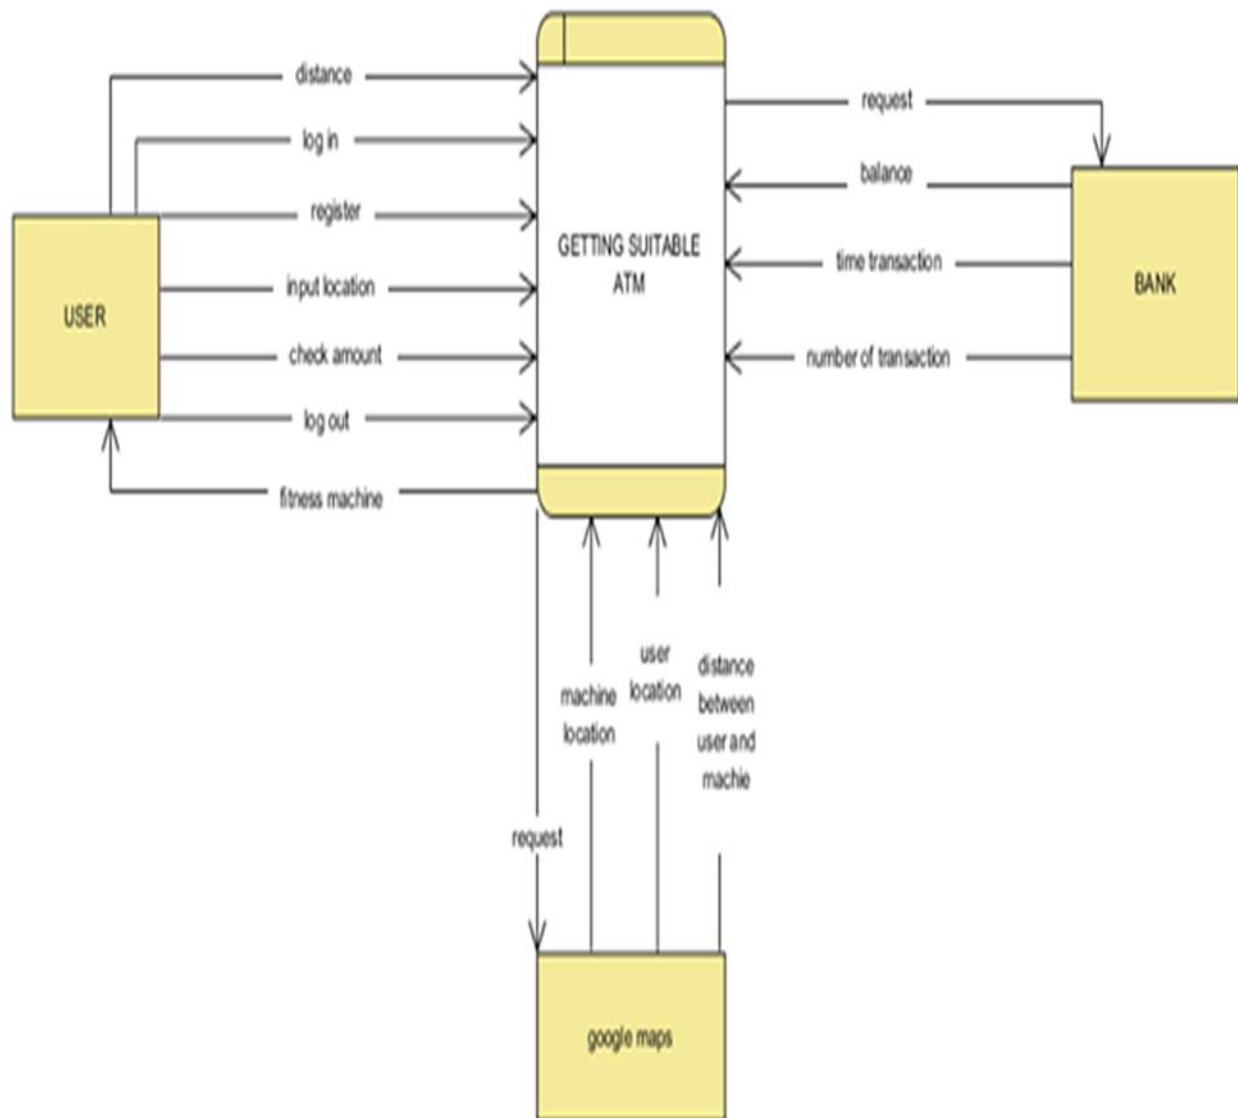 distance
log in
register
input location
check amount
log out
fitness machine
USER
GETTING SUITABLE
ATM
request
balance
time transaction
number of transaction
BANK
request
machine
location
user
location
distance
between
user and
machie
google maps